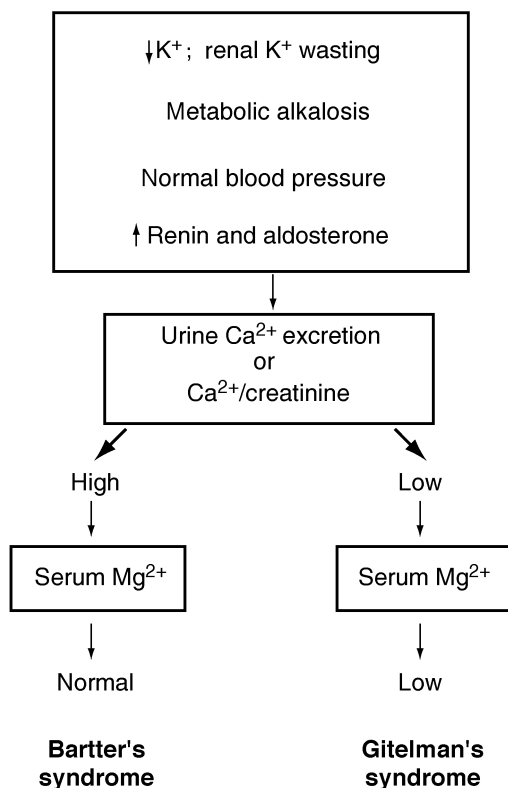 ↓K⁺; renal K⁺ wasting
Metabolic alkalosis
Normal blood pressure
↑ Renin and aldosterone
Urine Ca²⁺ excretion
or
Ca²⁺/creatinine
High
Low
Serum Mg²⁺
Serum Mg²⁺
Normal
Low
Bartter's
syndrome
Gitelman's
syndrome